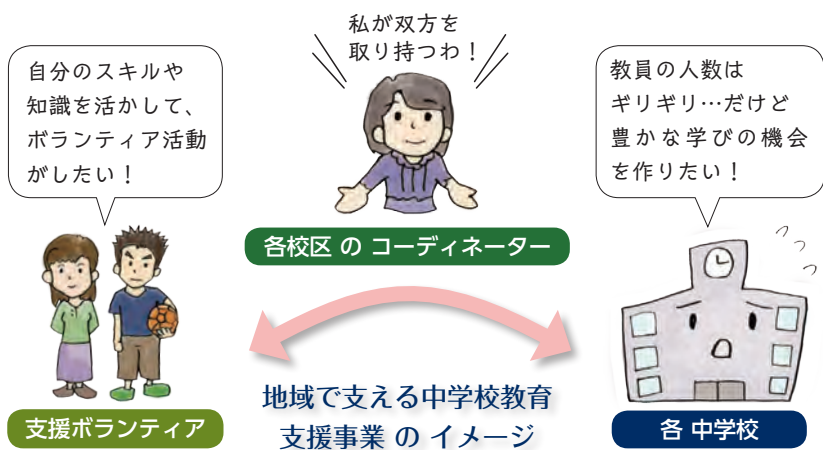 私が双方を
取り持つわ！
自分のスキルや
知識を活かして、
ボランティア活動
がしたい！
教員の人数は
ギリギリ…だけど
豊かな学びの機会
を作りたい！
各校区 の コーディネーター
地域で支える中学校教育
支援事業 の イメージ
支援ボランティア
各 中学校